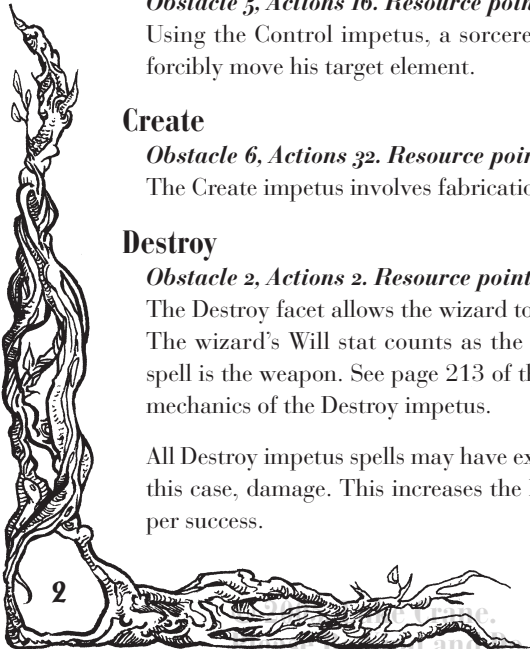 Obstacle 5, Actions 16. Resource poin
Using the Control impetus, a sorcere
forcibly move his target element.
Create
Obstacle 6, Actions 32. Resource poin
The Create impetus involves fabricatio
Destroy
Obstacle 2, Actions 2. Resource point
The Destroy facet allows the wizard to
The wizard's Will stat counts as the
spell is the weapon. See page 213 of th
mechanics of the Destroy impetus.
All Destroy impetus spells may have ex
this case, damage. This increases the
per success.
2
Crane.
and